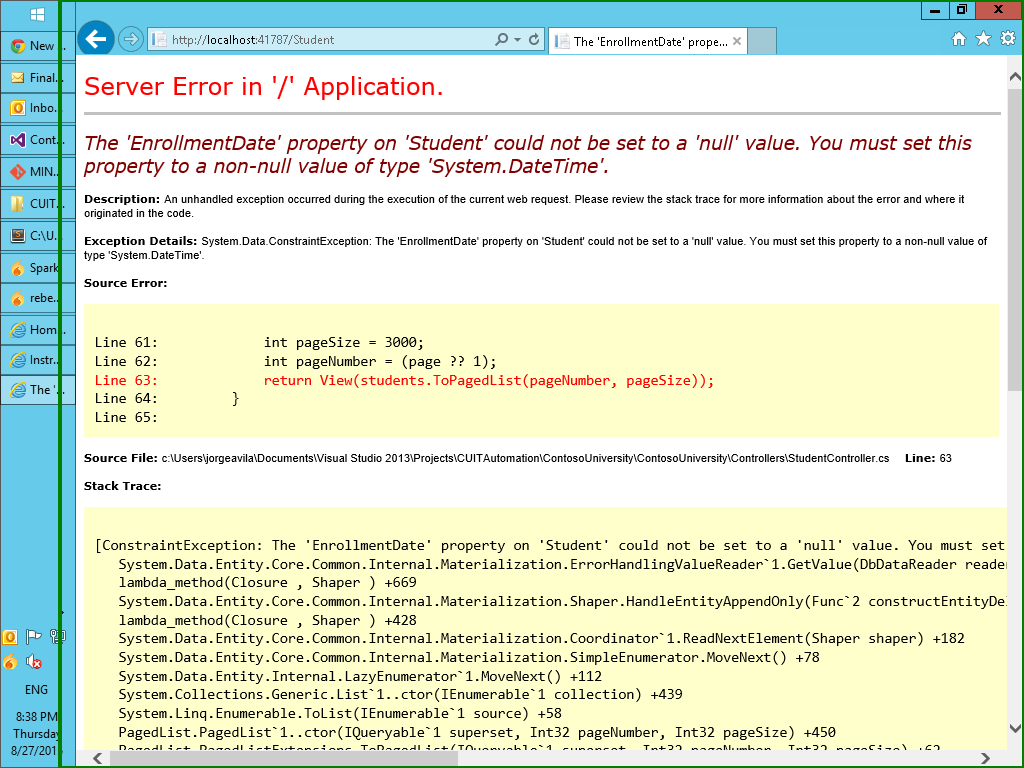 New ...
Final...
Inbo...
Cont...
MIN...
CUIT...
C:\U...
Spark
rebe...
Hom...
Instr...
The '...
ENG
8:38 PM
Thursday
http://localhost:41787/Student
The 'EnrollmentDate' prope...
Server Error in '/' Application.
The 'EnrollmentDate' property on 'Student' could not be set to a 'null' value. You must set this
property to a non-null value of type 'System.DateTime'.
Description: An unhandled exception occurred during the execution of the current web request. Please review the stack trace for more information about the error and where it
originated in the code.
Exception Details: System.Data.ConstraintException: The 'EnrollmentDate' property on 'Student' could not be set to a 'null' value. You must set this property to a non-null value of
type 'System.DateTime'.
Source Error:
Line 61:             int pageSize = 3000;
Line 62:             int pageNumber = (page ?? 1);
Line 63:             return View(students.ToPagedList(pageNumber, pageSize));
Line 64:         }
Line 65:
Source File: c:\Users\jorgeavila\Documents\Visual Studio 2013\Projects\CUITAutomation\ContosoUniversity\ContosoUniversity\Controllers\StudentController.cs    Line: 63
Stack Trace:
[ConstraintException: The 'EnrollmentDate' property on 'Student' could not be set to a 'null' value. You must set
System.Data.Entity.Core.Common.Internal.Materialization.ErrorHandlingValueReader`1.GetValue(DbDataReader reade
lambda_method(Closure , Shaper ) +669
System.Data.Entity.Core.Common.Internal.Materialization.Shaper.HandleEntityAppendOnly(Func`2 constructEntityDe
lambda_method(Closure , Shaper ) +428
System.Data.Entity.Core.Common.Internal.Materialization.Coordinator`1.ReadNextElement(Shaper shaper) +182
System.Data.Entity.Core.Common.Internal.Materialization.SimpleEnumerator.MoveNext() +78
System.Data.Entity.Internal.LazyEnumerator`1.MoveNext() +112
System.Collections.Generic.List`1..ctor(IEnumerable`1 collection) +439
System.Linq.Enumerable.ToList(IEnumerable`1 source) +58
PagedList.PagedList`1..ctor(IQueryable`1 superset, Int32 pageNumber, Int32 pageSize) +450
PagedList.PagedListExtensions.ToPagedList(IQueryable`1 superset, Int32 pageNumber, Int32 pageSize) +62